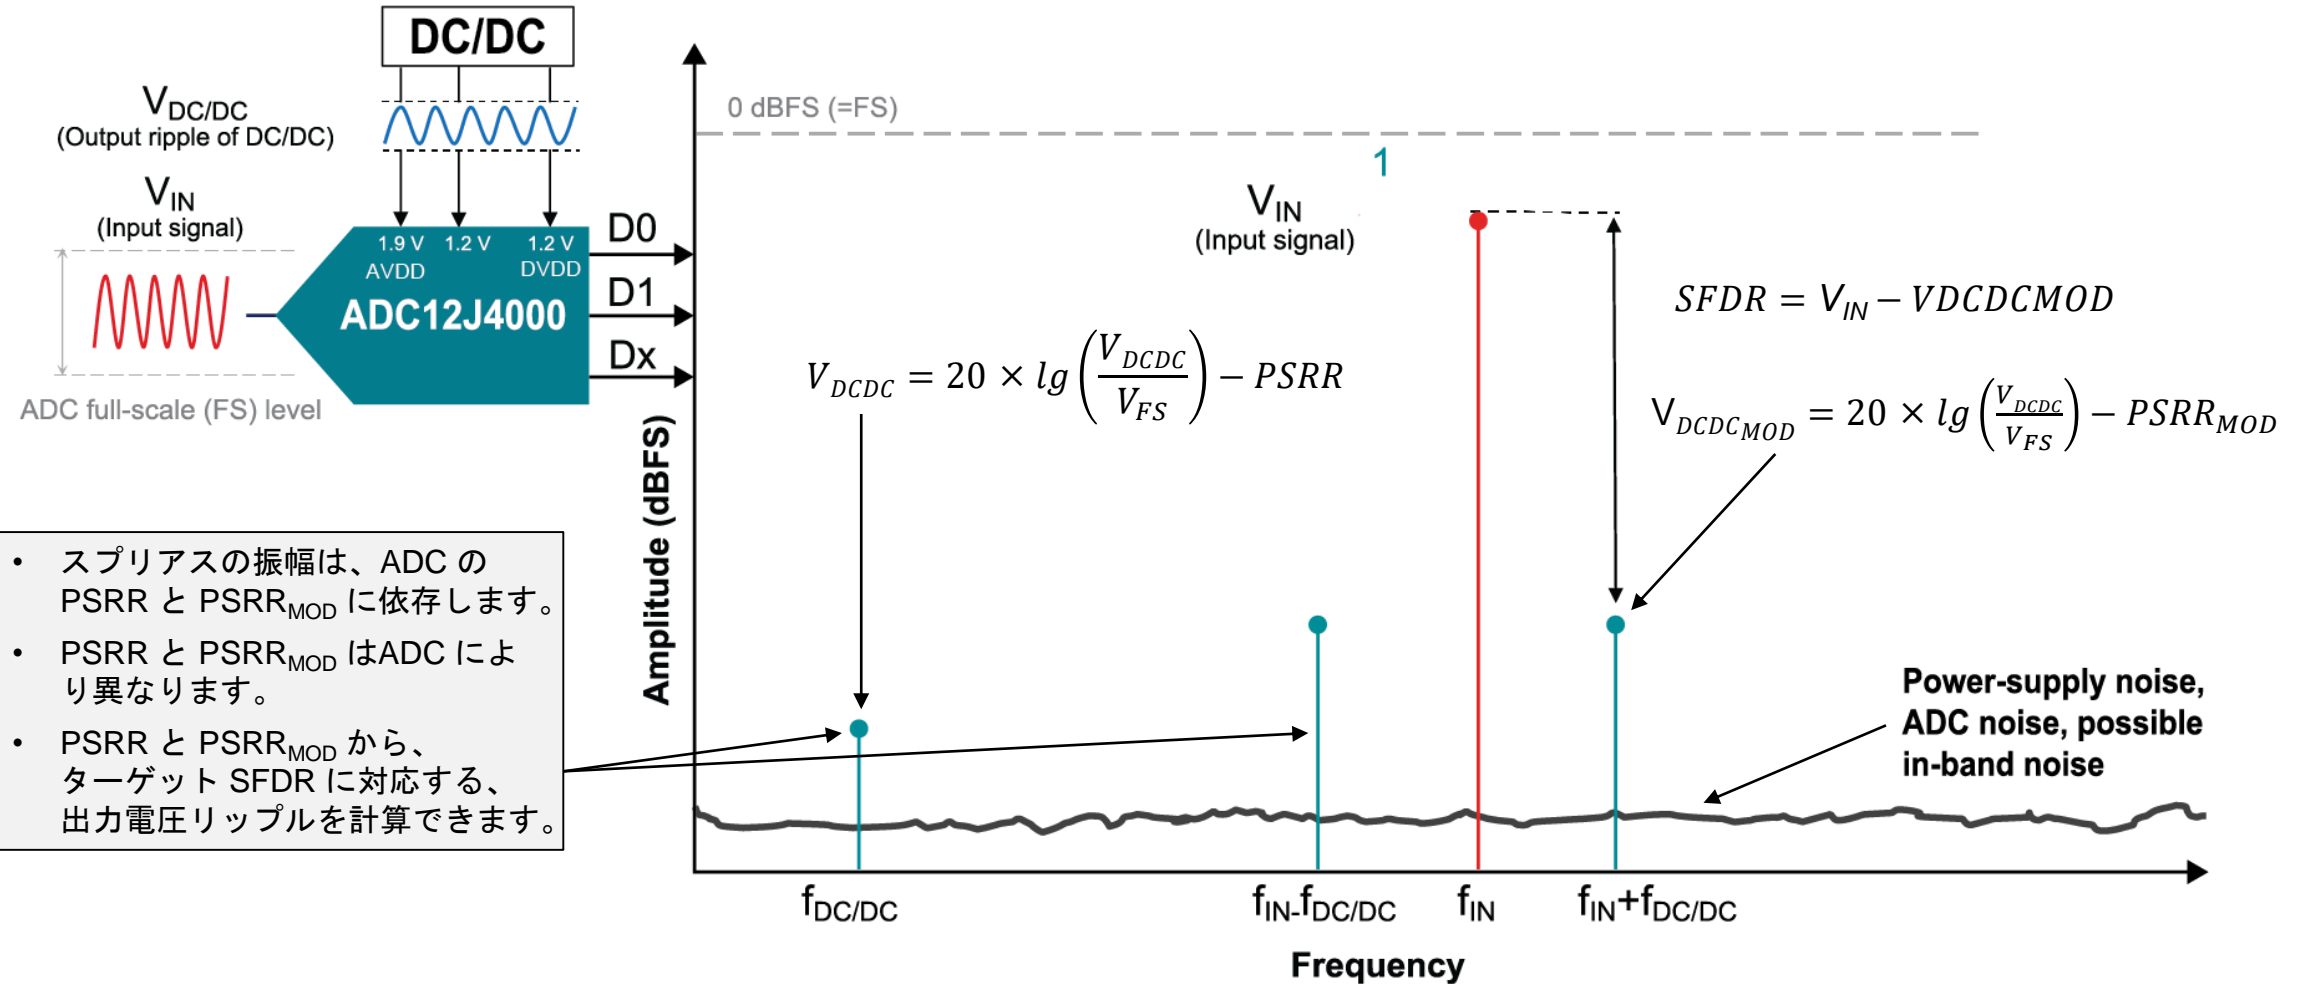 DC/DC
V_DC/DC
(Output ripple of DC/DC)
V_IN
(Input signal)
1.9 V 1.2 V 1.2 V
AVDD DVDD
ADC12J4000
D0
D1
Dx
ADC full-scale (FS) level
0 dBFS (=FS)
1
V_IN
(Input signal)
SFDR = V_IN − VDCDCMOD
V_DCDC = 20 × lg(V_DCDC / V_FS) − PSRR
V_DCDC_MOD = 20 × lg(V_DCDC / V_FS) − PSRR_MOD
Amplitude (dBFS)
• スプリアスの振幅は、ADC の
PSRR と PSRR_MOD に依存します。
• PSRR と PSRR_MOD はADC によ
り異なります。
• PSRR と PSRR_MOD から、
ターゲット SFDR に対応する、
出力電圧リップルを計算できます。
Power-supply noise,
ADC noise, possible
in-band noise
f_DC/DC
f_IN-f_DC/DC
f_IN
f_IN+f_DC/DC
Frequency